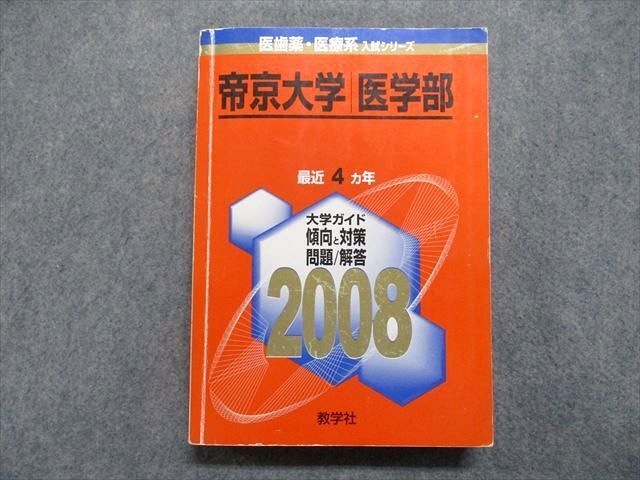 医歯薬・医療系 入試シリーズ
帝京大学 医学部
最近 4 ヵ年
大学ガイド
傾向と対策
問題/解答
2008
教学社